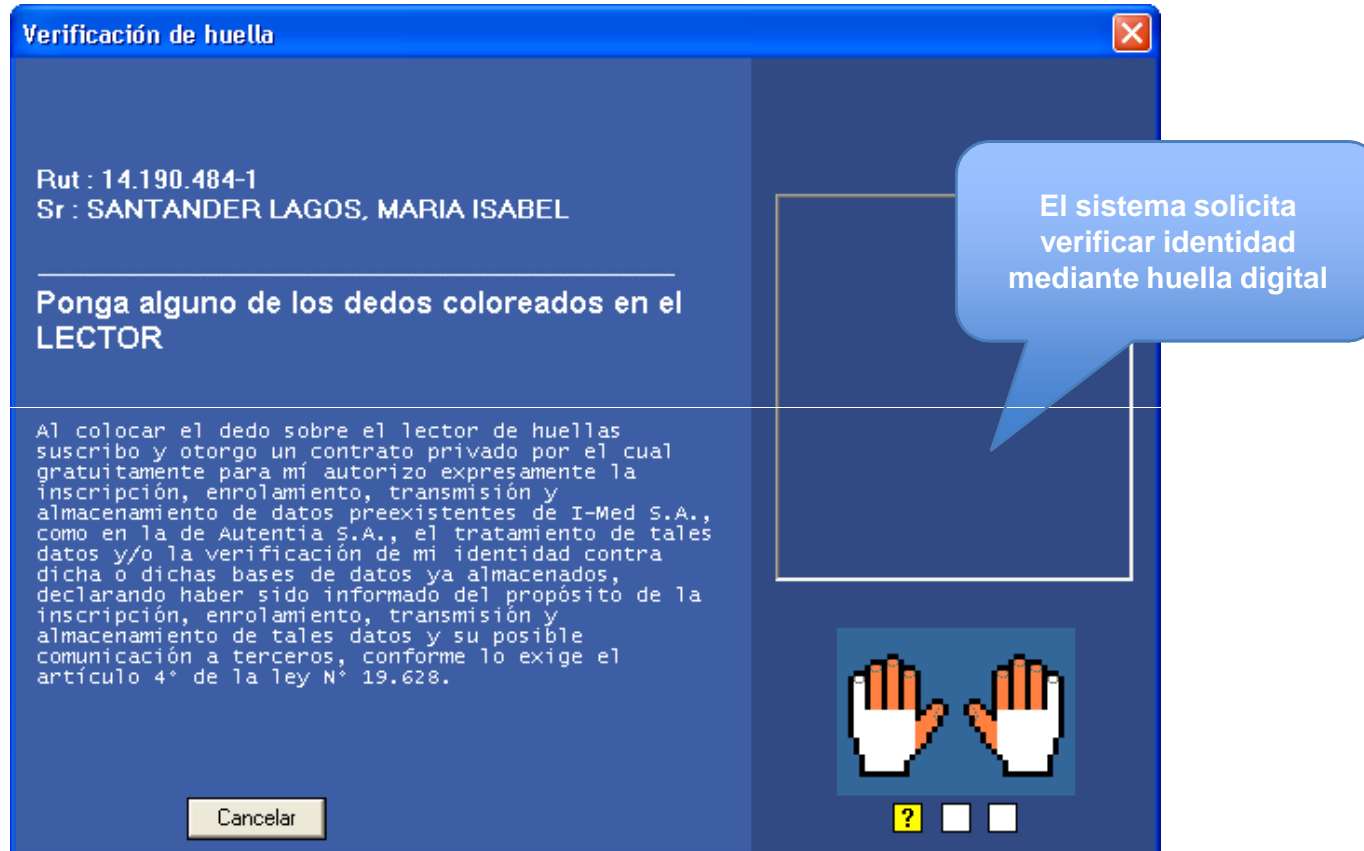 Verificación de huella
Rut : 14.190.484-1
Sr : SANTANDER LAGOS, MARIA ISABEL
Ponga alguno de los dedos coloreados en el
LECTOR
Al colocar el dedo sobre el lector de huellas
suscribo y otorgo un contrato privado por el cual
gratuitamente para mí autorizo expresamente la
inscripción, enrolamiento, transmisión y
almacenamiento de datos preexistentes de I-Med S.A.,
como en la de Autentia S.A., el tratamiento de tales
datos y/o la verificación de mi identidad contra
dicha o dichas bases de datos ya almacenados,
declarando haber sido informado del propósito de la
inscripción, enrolamiento, transmisión y
almacenamiento de tales datos y su posible
comunicación a terceros, conforme lo exige el
artículo 4° de la ley N° 19.628.
Cancelar
El sistema solicita
verificar identidad
mediante huella digital
?